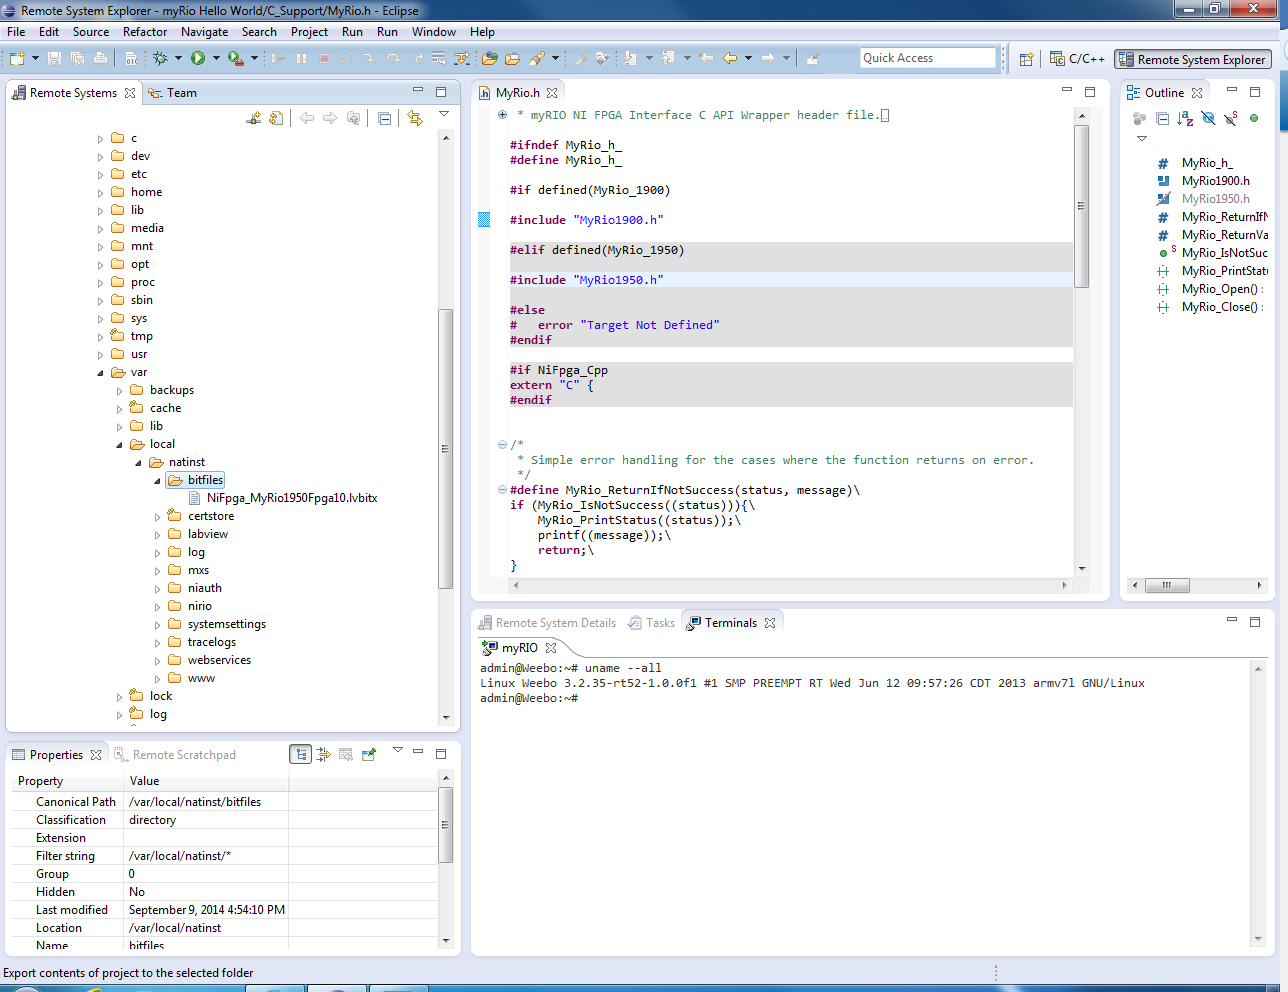 Remote System Explorer - myRio Hello World/C_Support/MyRio.h - Eclipse
File Edit Source Refactor Navigate Search Project Run Run Window Help
Quick Access
C/C++
Remote System Explorer
Remote Systems
Team
c
dev
etc
home
lib
media
mnt
opt
proc
sbin
sys
tmp
usr
var
backups
cache
lib
local
natinst
bitfiles
NiFpga_MyRio1950Fpga10.lvbitx
certstore
labview
log
mxs
niauth
nirio
systemsettings
tracelogs
webservices
www
lock
log
MyRio.h
* myRIO NI FPGA Interface C API Wrapper header file.
#ifndef MyRio_h_
#define MyRio_h_
#if defined(MyRio_1900)
#include "MyRio1900.h"
#elif defined(MyRio_1950)
#include "MyRio1950.h"
#else
#   error "Target Not Defined"
#endif
#if NiFpga_Cpp
extern "C" {
#endif
/*
* Simple error handling for the cases where the function returns on error.
*/
#define MyRio_ReturnIfNotSuccess(status, message)\
if (MyRio_IsNotSuccess((status))){\
MyRio_PrintStatus((status));\
printf((message));\
return;\
}
Outline
MyRio_h_
MyRio1900.h
MyRio1950.h
MyRio_ReturnIfN
MyRio_ReturnVa
MyRio_IsNotSuc
MyRio_PrintStatu
MyRio_Open() :
MyRio_Close() :
Properties
Remote Scratchpad
Property Value
Canonical Path /var/local/natinst/bitfiles
Classification directory
Extension
Filter string /var/local/natinst/*
Group 0
Hidden No
Last modified September 9, 2014 4:54:10 PM
Location /var/local/natinst
Name bitfiles
Remote System Details
Tasks
Terminals
myRIO
admin@Weebo:~# uname --all
Linux Weebo 3.2.35-rt52-1.0.0f1 #1 SMP PREEMPT RT Wed Jun 12 09:57:26 CDT 2013 armv7l GNU/Linux
admin@Weebo:~#
Export contents of project to the selected folder